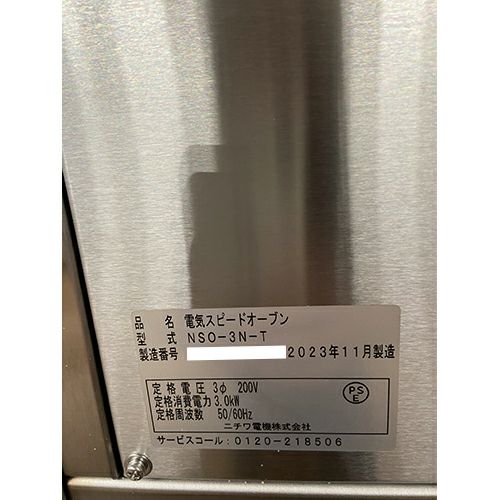 品 名 電気スピードオーブン
型 式 NSO-3N-T
製造番号 2023年11月製造
定格電圧 3φ 200V
定格消費電力 3.0kW
定格周波数 50/60Hz
PSE
ニチワ電機株式会社
サービスコール:0120-218506